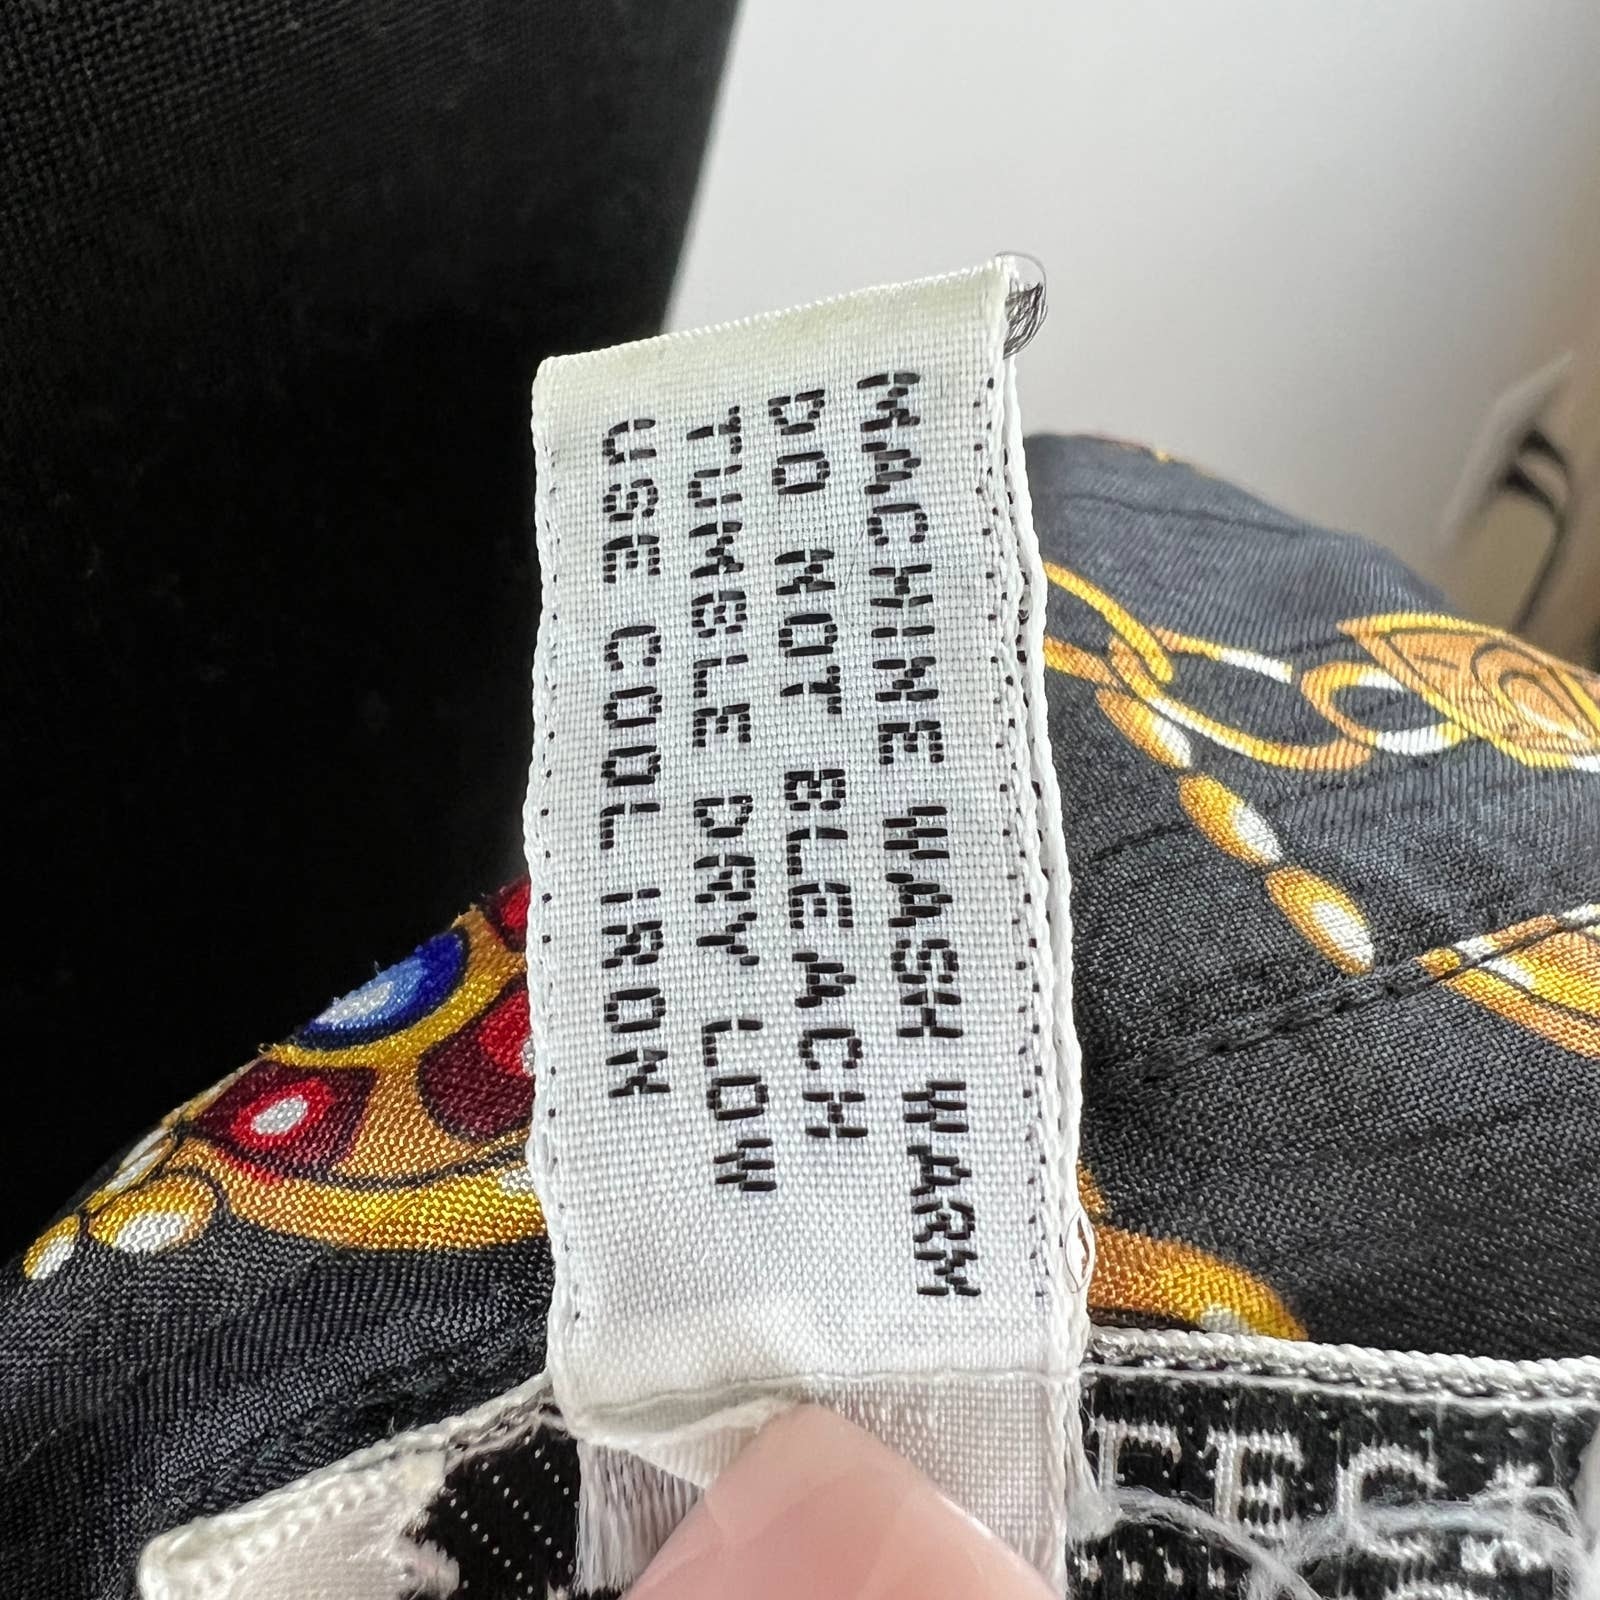 MACHINE WASH WARM
DO NOT BLEACH
TUMBLE DRY LOW
USE COOL IRON